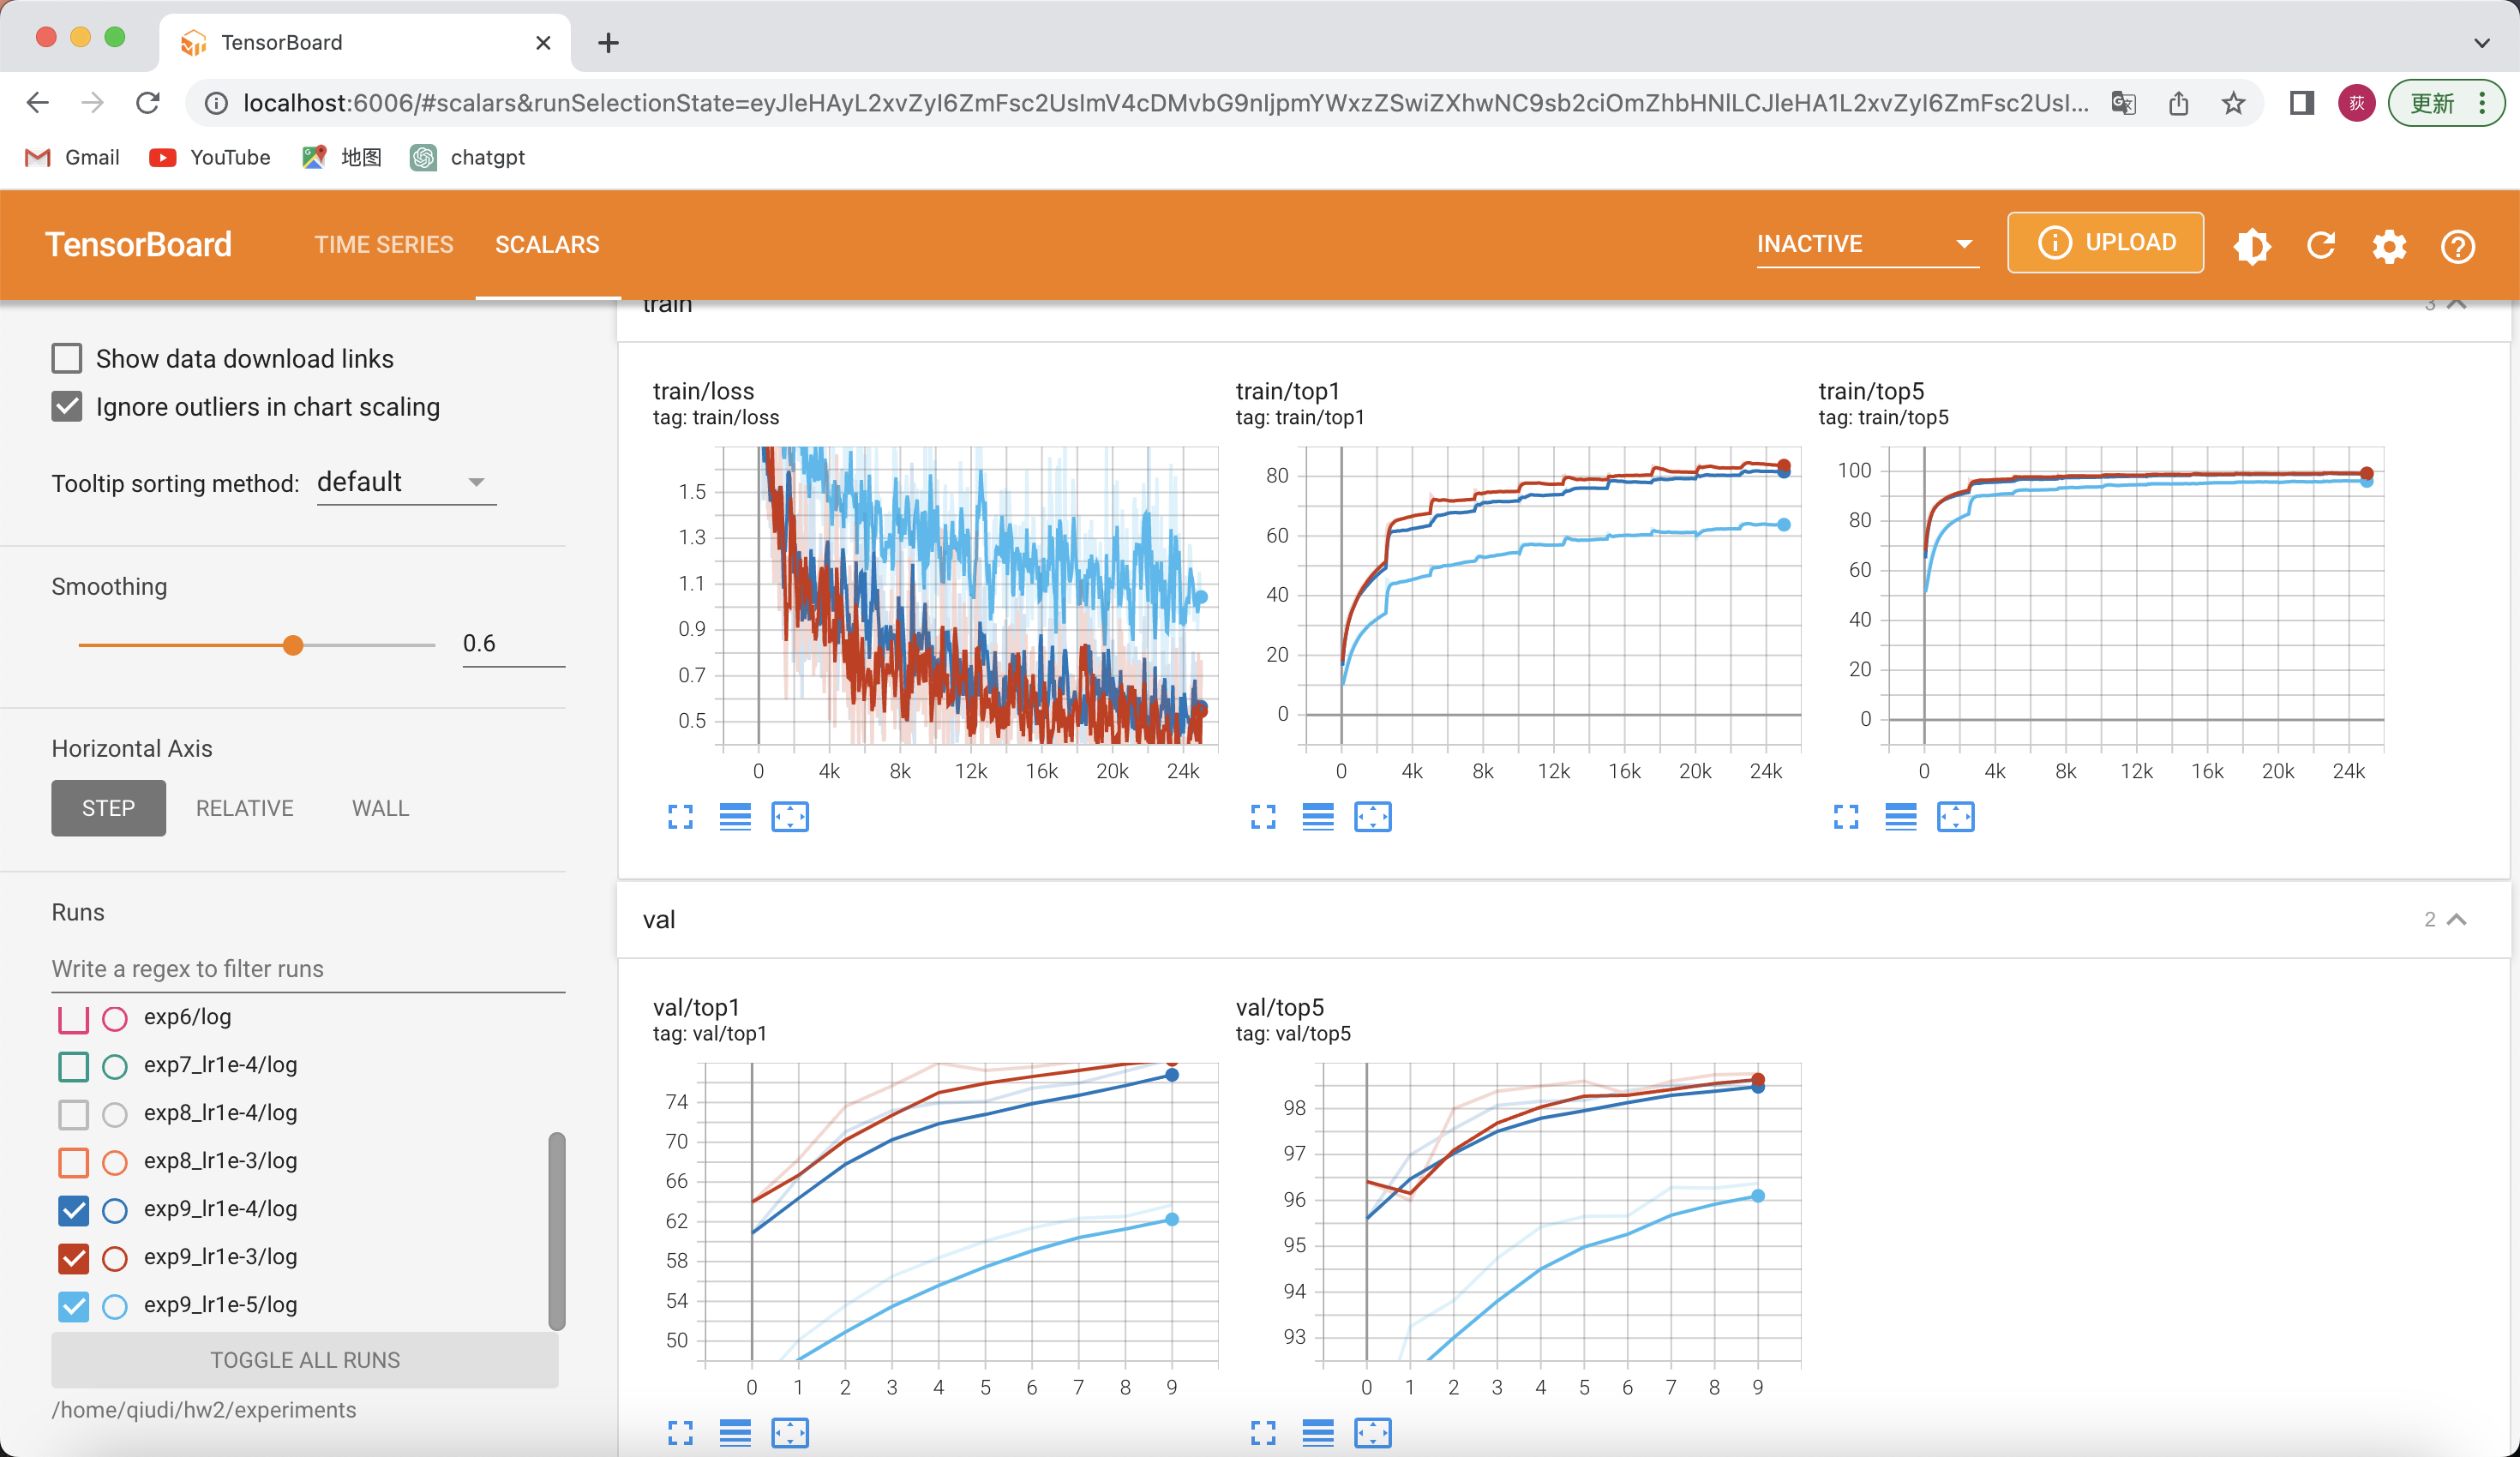 TensorBoard
localhost:6006/#scalars&runSelectionState=eyJleHAyL2xvZyI6ZmFsc2UsImV4cDMvbG9nIjpmYWxzZSwiZXhwNC9sb2ciOmZhbHNlLCJleHA1L2xvZyI6ZmFsc2UsI...
荻
更新
Gmail YouTube 地图 chatgpt
TensorBoard TIME SERIES SCALARS INACTIVE UPLOAD
train 3
Show data download links
Ignore outliers in chart scaling
Tooltip sorting method: default
Smoothing
0.6
Horizontal Axis
STEP RELATIVE WALL
Runs
Write a regex to filter runs
exp6/log
exp7_lr1e-4/log
exp8_lr1e-4/log
exp8_lr1e-3/log
exp9_lr1e-4/log
exp9_lr1e-3/log
exp9_lr1e-5/log
TOGGLE ALL RUNS
/home/qiudi/hw2/experiments
train/loss
tag: train/loss
1.5
1.3
1.1
0.9
0.7
0.5
0 4k 8k 12k 16k 20k 24k
train/top1
tag: train/top1
80
60
40
20
0
0 4k 8k 12k 16k 20k 24k
train/top5
tag: train/top5
100
80
60
40
20
0
0 4k 8k 12k 16k 20k 24k
val 2
val/top1
tag: val/top1
74
70
66
62
58
54
50
0 1 2 3 4 5 6 7 8 9
val/top5
tag: val/top5
98
97
96
95
94
93
0 1 2 3 4 5 6 7 8 9